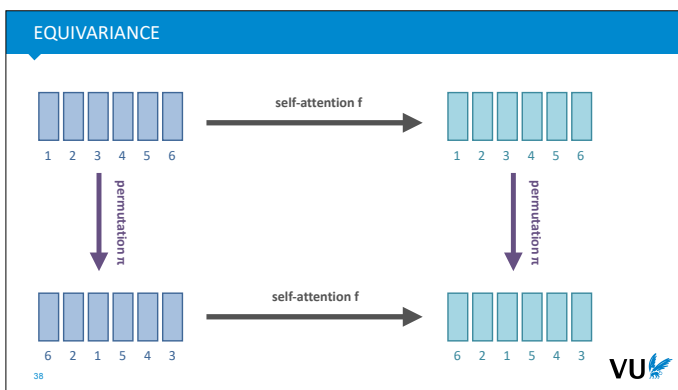 EQUIVARIANCE
self-attention f
1 2 3 4 5 6
1 2 3 4 5 6
permutation π
permutation π
self-attention f
6 2 1 5 4 3
6 2 1 5 4 3
38
VU